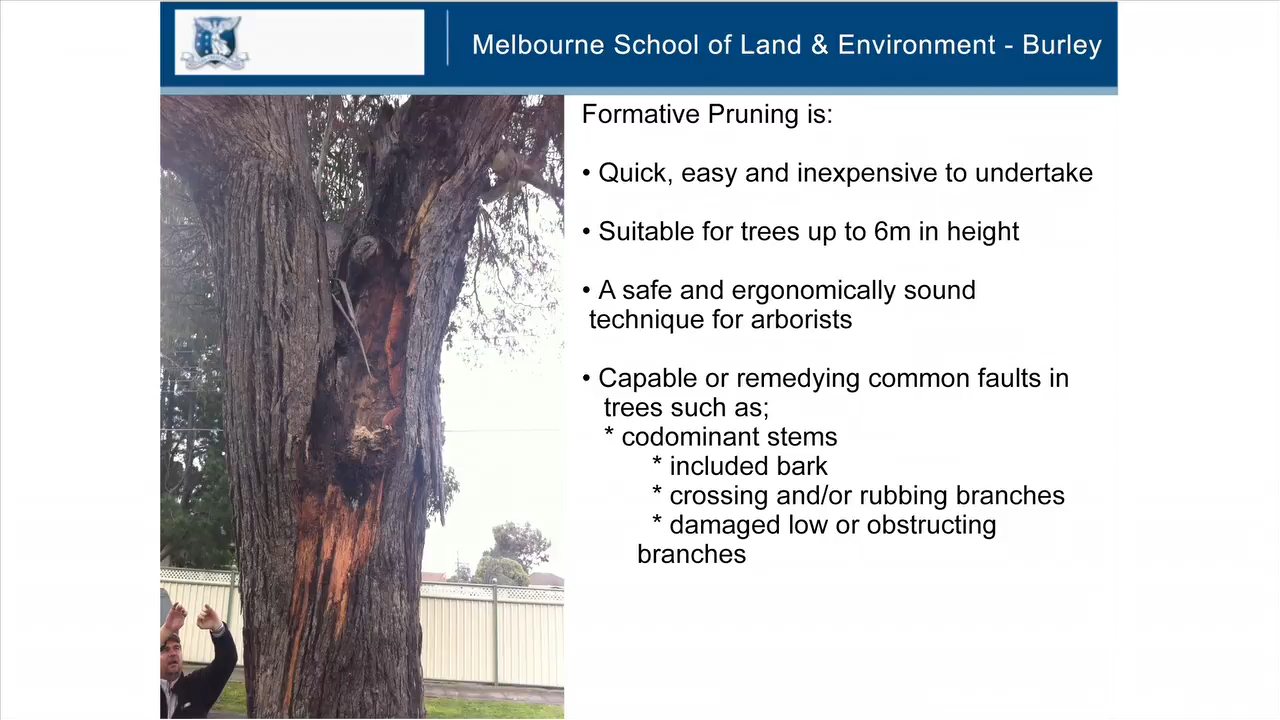 Melbourne School of Land & Environment - Burley
Formative Pruning is:
• Quick, easy and inexpensive to undertake
• Suitable for trees up to 6m in height
• A safe and ergonomically sound
technique for arborists
• Capable or remedying common faults in
trees such as;
* codominant stems
* included bark
* crossing and/or rubbing branches
* damaged low or obstructing
branches